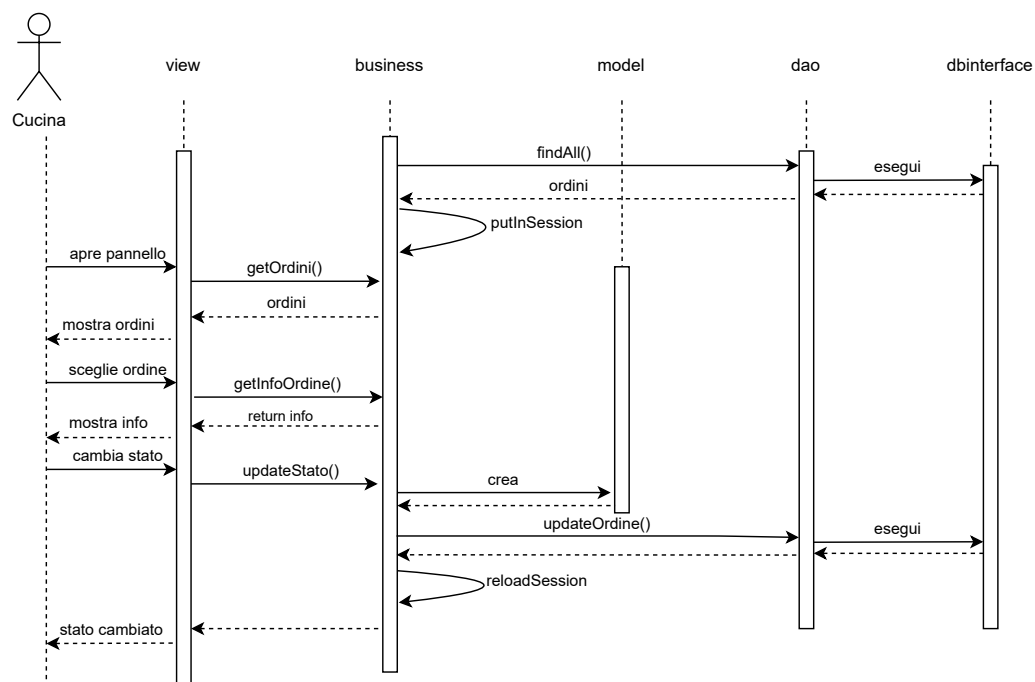 Cucina
view
business
model
dao
dbinterface
findAll()
esegui
ordini
putInSession
apre pannello
getOrdini()
ordini
mostra ordini
sceglie ordine
getInfoOrdine()
return info
mostra info
cambia stato
updateStato()
crea
updateOrdine()
esegui
reloadSession
stato cambiato